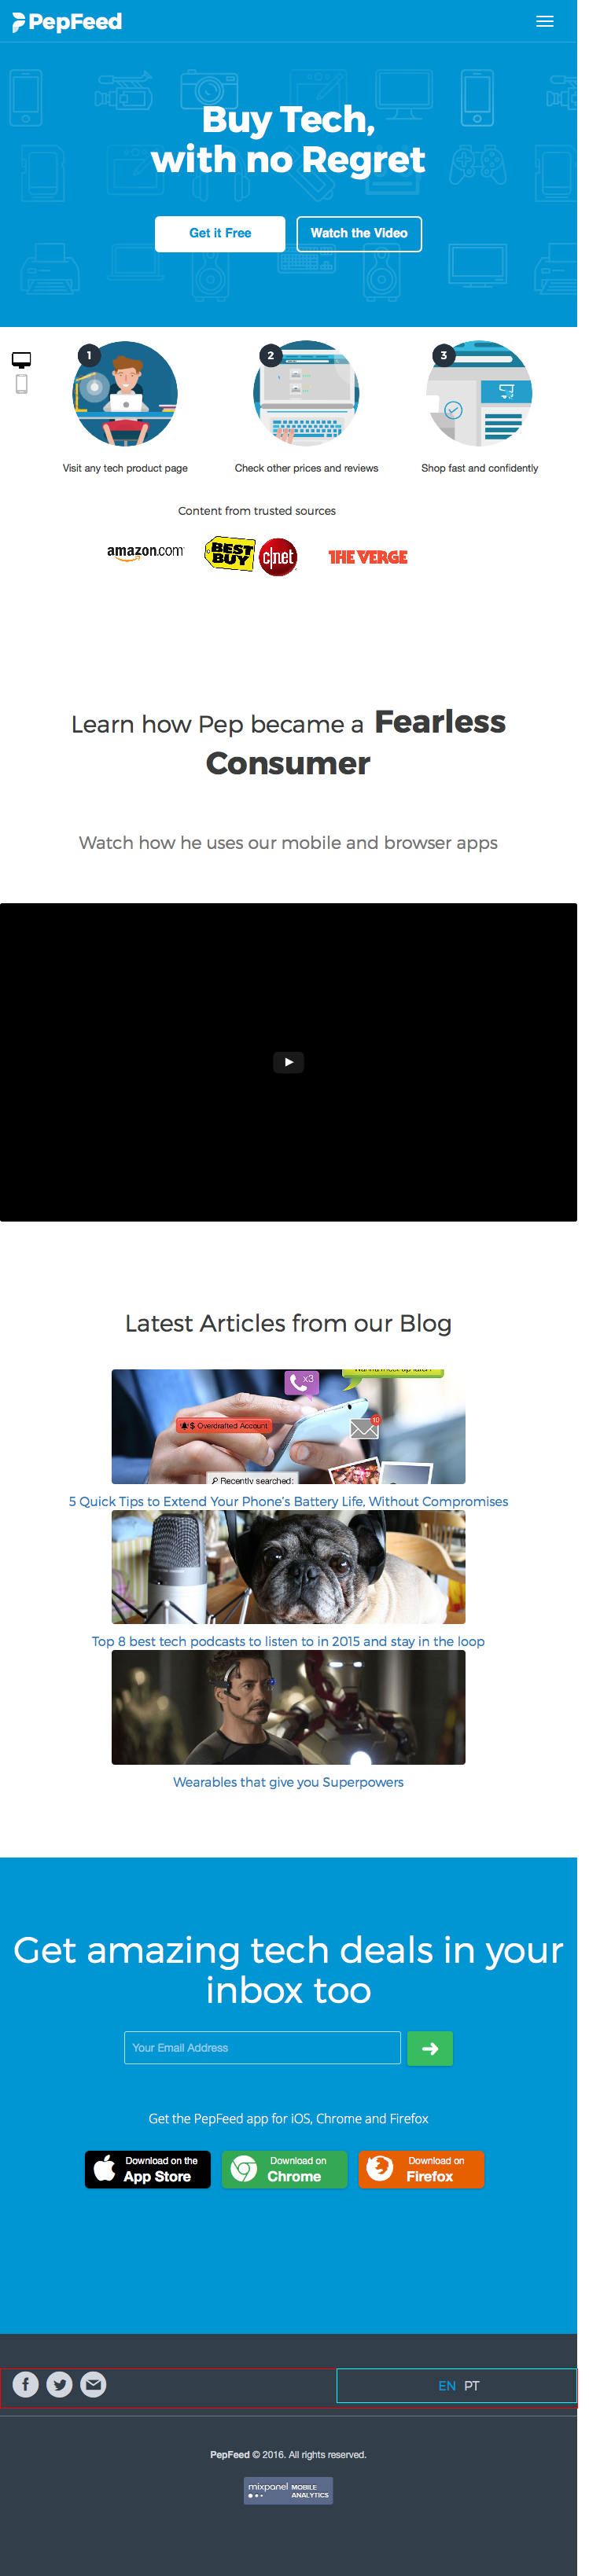 PepFeed
Buy Tech,
with no Regret
Get it Free
Watch the Video
1
2
3
Visit any tech product page
Check other prices and reviews
Shop fast and confidently
Content from trusted sources
amazon.com
BEST
BUY
c|net
THE VERGE
Learn how Pep became a Fearless
Consumer
Watch how he uses our mobile and browser apps
Latest Articles from our Blog
x3
$ Overdrafted Account
10
Recently searched:
5 Quick Tips to Extend Your Phone's Battery Life, Without Compromises
Top 8 best tech podcasts to listen to in 2015 and stay in the loop
Wearables that give you Superpowers
Get amazing tech deals in your
inbox too
Your Email Address
Get the PepFeed app for iOS, Chrome and Firefox
Download on the
App Store
Download on
Chrome
Download on
Firefox
EN PT
PepFeed © 2016. All rights reserved.
mixpanel MOBILE
ANALYTICS